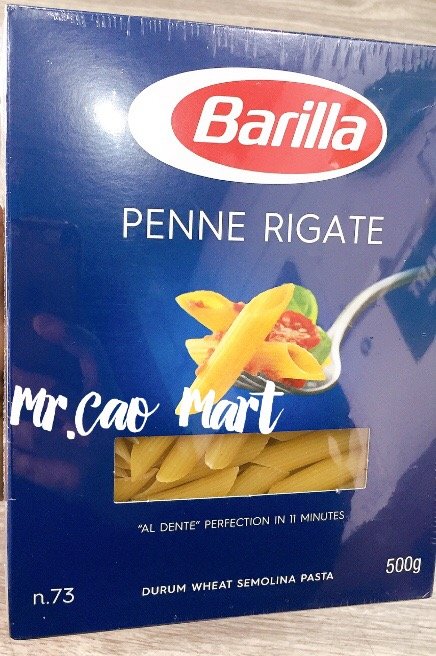 Barilla
PENNE RIGATE
Mr.Cao Mart
"AL DENTE" PERFECTION IN 11 MINUTES
500g
n.73
DURUM WHEAT SEMOLINA PASTA